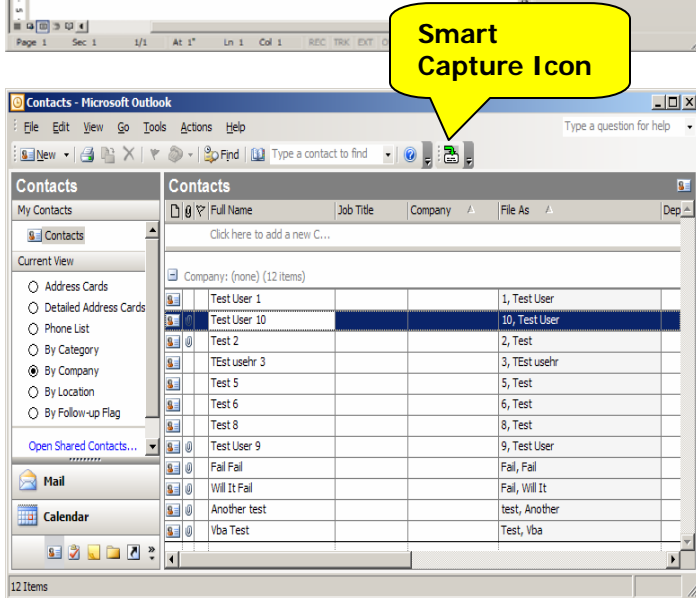 Page 1 Sec 1 1/1 At 1" Ln 1 Col 1 REC TRK EXT
Smart
Capture Icon
Contacts - Microsoft Outlook
File Edit View Go Tools Actions Help Type a question for help
New Find Type a contact to find
Contacts Contacts
My Contacts Full Name Job Title Company File As Dep
Contacts Click here to add a new C...
Current View
Company: (none) (12 items)
Address Cards
Detailed Address Cards
Phone List
By Category
By Company
By Location
By Follow-up Flag
Open Shared Contacts...
Mail
Calendar
Test User 1 1, Test User
Test User 10 10, Test User
Test 2 2, Test
TEst usehr 3 3, TEst usehr
Test 5 5, Test
Test 6 6, Test
Test 8 8, Test
Test User 9 9, Test User
Fail Fail Fail, Fail
Will It Fail Fail, Will It
Another test test, Another
Vba Test Test, Vba
12 Items